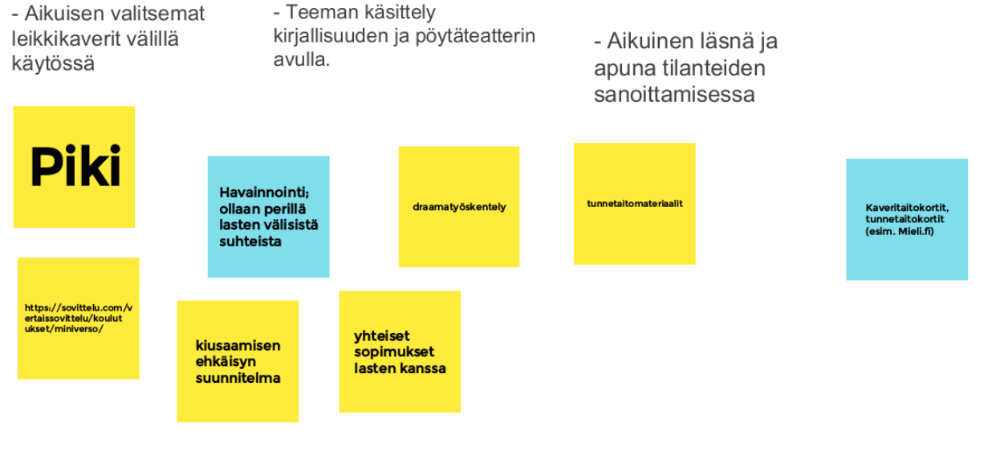 - Aikuisen valitsemat
leikkikaverit välillä
käytössä
- Teeman käsittely
kirjallisuuden ja pöytäteatterin
avulla.
- Aikuinen läsnä ja
apuna tilanteiden
sanoittamisessa
Piki
Havainnointi;
ollaan perillä
lasten välisistä
suhteista
draamatyöskentely
tunnetaitomateriaalit
Kaveritaitokortit,
tunnetaitokortit
(esim. Mieli.fi)
https://sovittelu.com/v
ertaissovittelu/koulut
ukset/miniverso/
kiusaamisen
ehkäisyn
suunnitelma
yhteiset
sopimukset
lasten kanssa